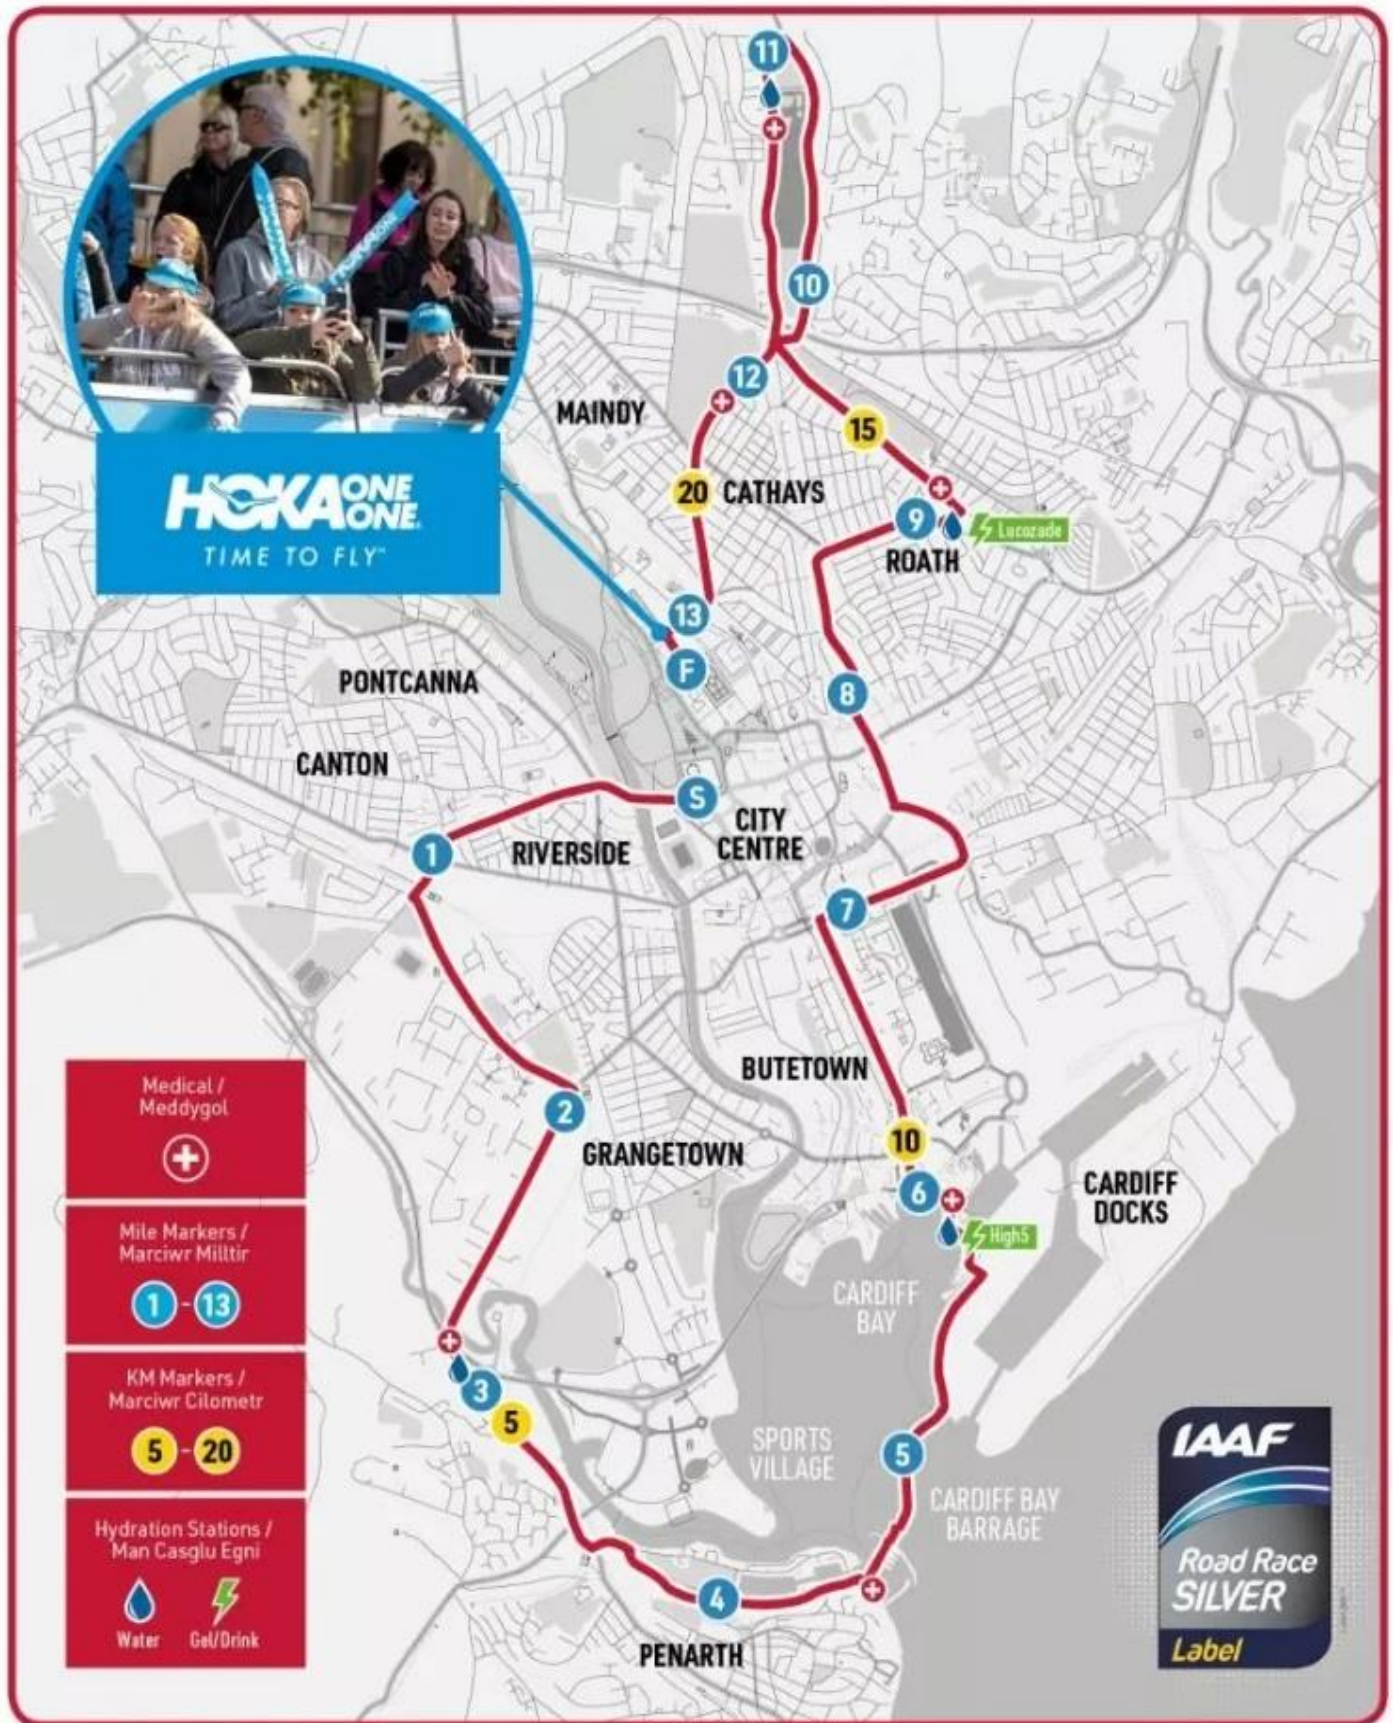 11
10
12
MAINDY
15
HOKA ONE ONE
TIME TO FLY™
20 CATHAYS
9
Lucozade
ROATH
13
F
PONTCANNA
8
CANTON
S
CITY
CENTRE
1
RIVERSIDE
7
BUTETOWN
Medical /
Meddygol
2
GRANGETOWN
10
6
CARDIFF
DOCKS
High5
Mile Markers /
Marciwr Milltir
1 - 13
CARDIFF
BAY
KM Markers /
Marciwr Cilometr
5 - 20
3
5
SPORTS
VILLAGE
5
CARDIFF BAY
BARRAGE
IAAF
Road Race
SILVER
Label
Hydration Stations /
Man Casglu Egni
Water Gel/Drink
4
PENARTH